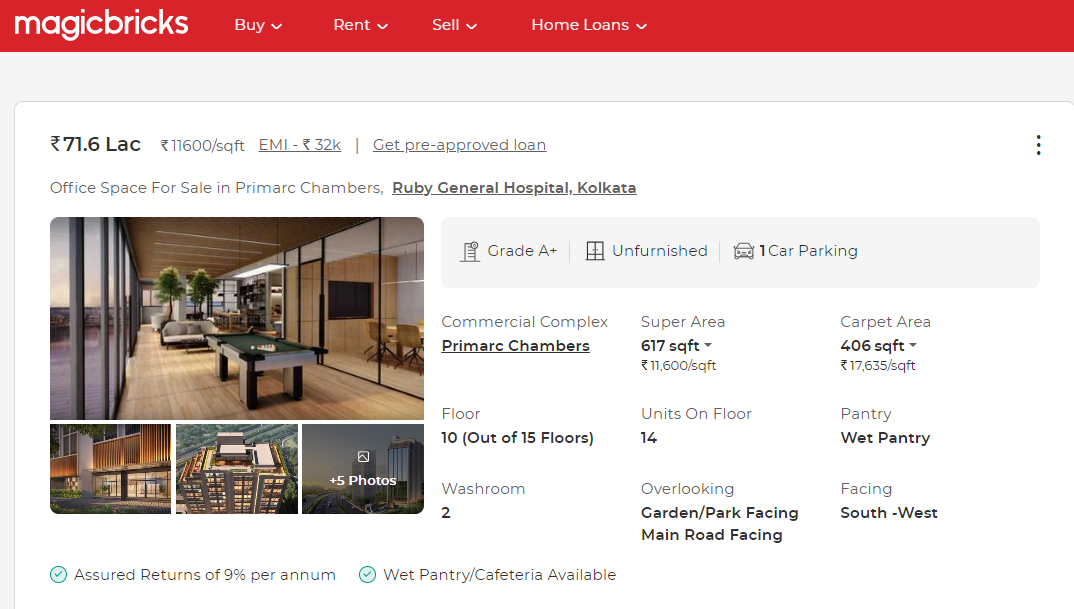 magicbricks Buy Rent Sell Home Loans
₹71.6 Lac ₹11600/sqft EMI - ₹ 32k | Get pre-approved loan
Office Space For Sale in Primarc Chambers, Ruby General Hospital, Kolkata
Grade A+ Unfurnished 1 Car Parking
Commercial Complex Super Area Carpet Area
Primarc Chambers 617 sqft 406 sqft
₹11,600/sqft ₹17,635/sqft
Floor Units On Floor Pantry
10 (Out of 15 Floors) 14 Wet Pantry
+5 Photos
Washroom Overlooking Facing
2 Garden/Park Facing South -West
Main Road Facing
Assured Returns of 9% per annum Wet Pantry/Cafeteria Available